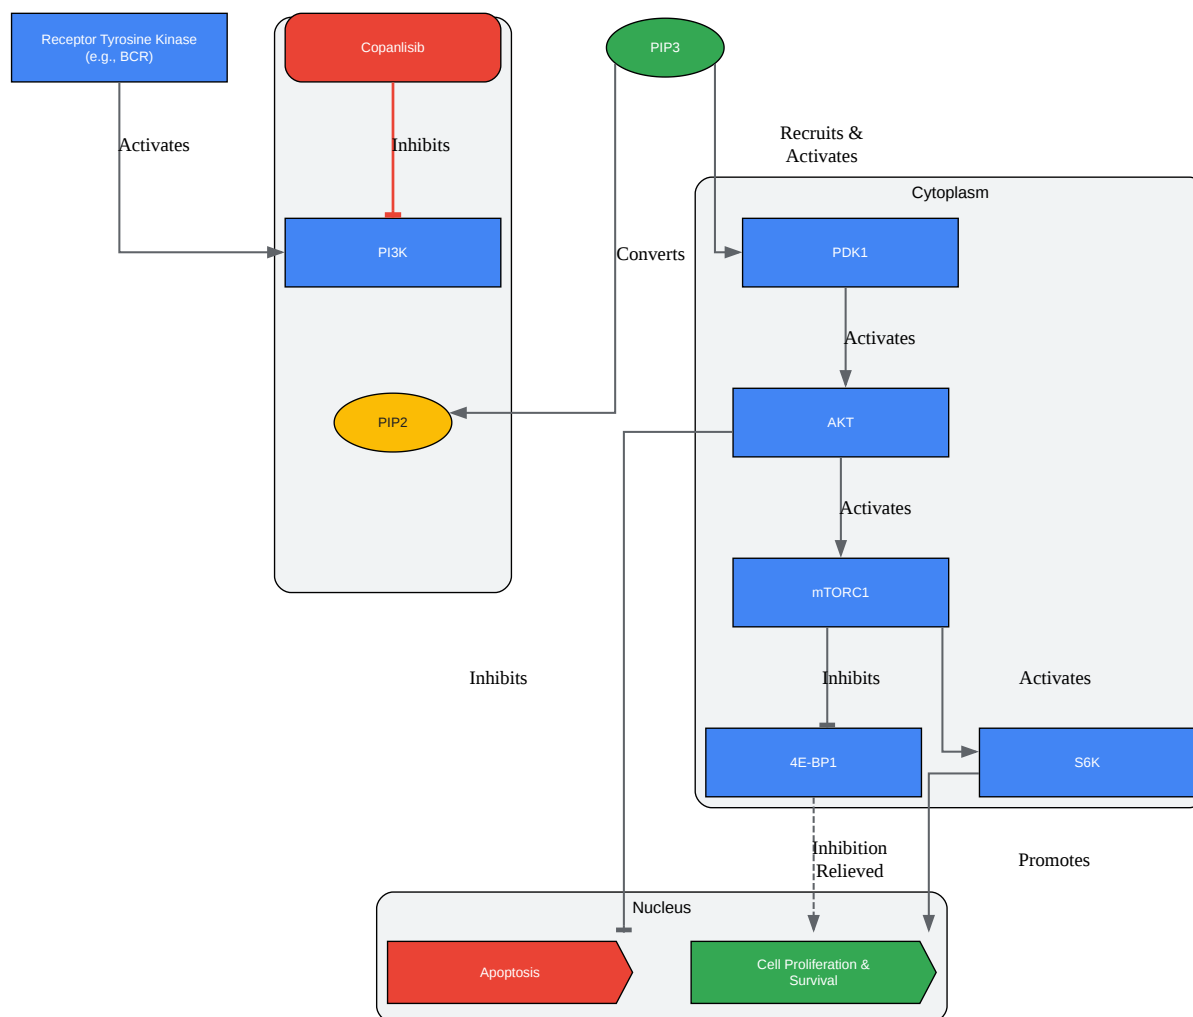 Receptor Tyrosine Kinase
(e.g., BCR)
Copanlisib
PIP3
Activates
Inhibits
Recruits &
Activates
Cytoplasm
PI3K
Converts
PDK1
Activates
PIP2
AKT
Activates
mTORC1
Inhibits
Inhibits
Activates
4E-BP1
S6K
Inhibition
Relieved
Promotes
Nucleus
Apoptosis
Cell Proliferation &
Survival